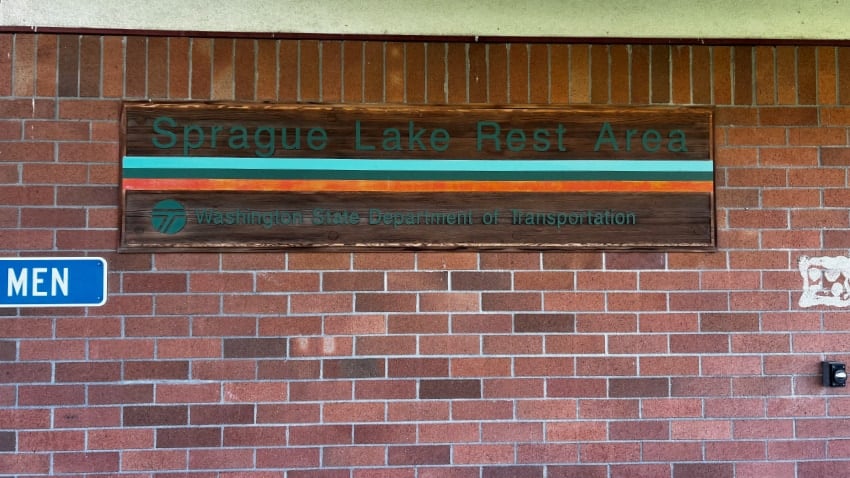 Sprague Lake Rest Area
Washington State Department of Transportation
MEN